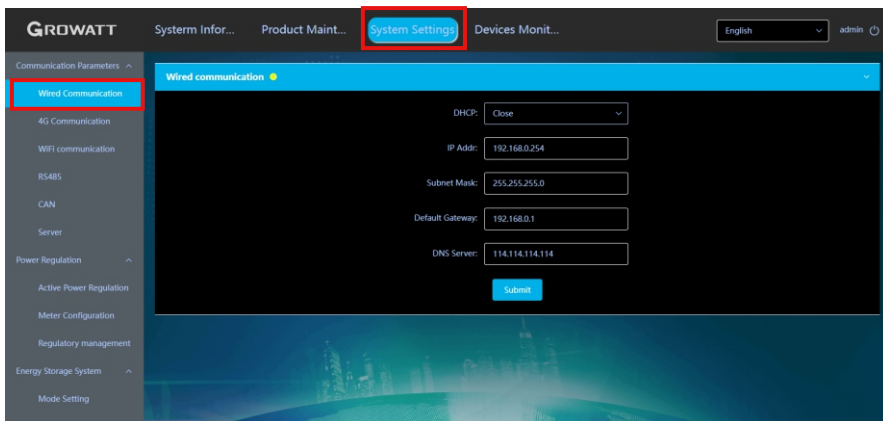 GROWATT
Systerm Infor...
Product Maint...
System Settings
Devices Monit...
English
admin
Communication Parameters
Wired Communication
4G Communication
WiFi communication
RS485
CAN
Server
Power Regulation
Active Power Regulation
Meter Configuration
Regulatory management
Energy Storage System
Mode Setting
Wired communication
DHCP: Close
IP Addr: 192.168.0.254
Subnet Mask: 255.255.255.0
Default Gateway: 192.168.0.1
DNS Server: 114.114.114.114
Submit